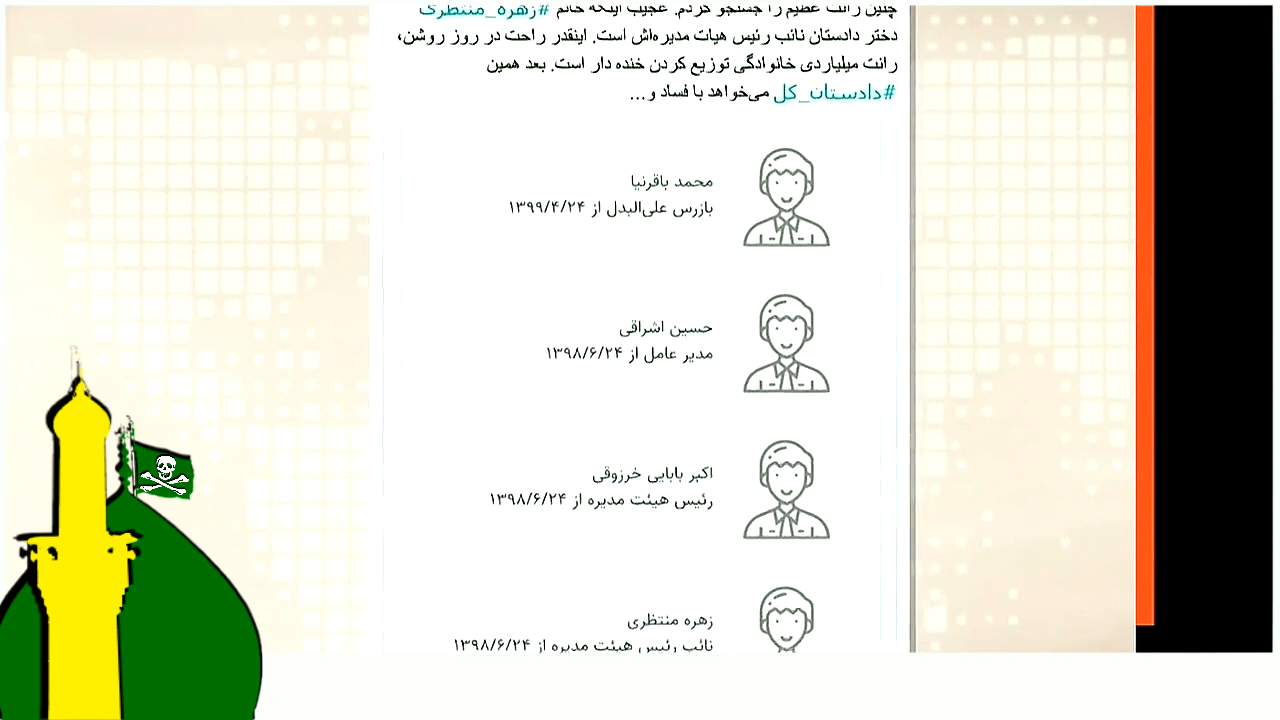 چنین رانت عظیم را جستجو کردم. عجیب اینکه خانم #زهره_منتظری
دختر دادستان نائب رئیس هیات مدیره‌اش است. اینقدر راحت در روز روشن،
رانت میلیاردی خانوادگی توزیع کردن خنده دار است. بعد همین
#دادستان_کل می‌خواهد با فساد و...
محمد باقرنیا
بازرس علی‌البدل از ۱۳۹۹/۴/۲۴
حسین اشراقی
مدیر عامل از ۱۳۹۸/۶/۲۴
اکبر بابایی خرزوقی
رئیس هیئت مدیره از ۱۳۹۸/۶/۲۴
زهره منتظری
نائب رئیس هیئت مدیره از ۱۳۹۸/۶/۲۴